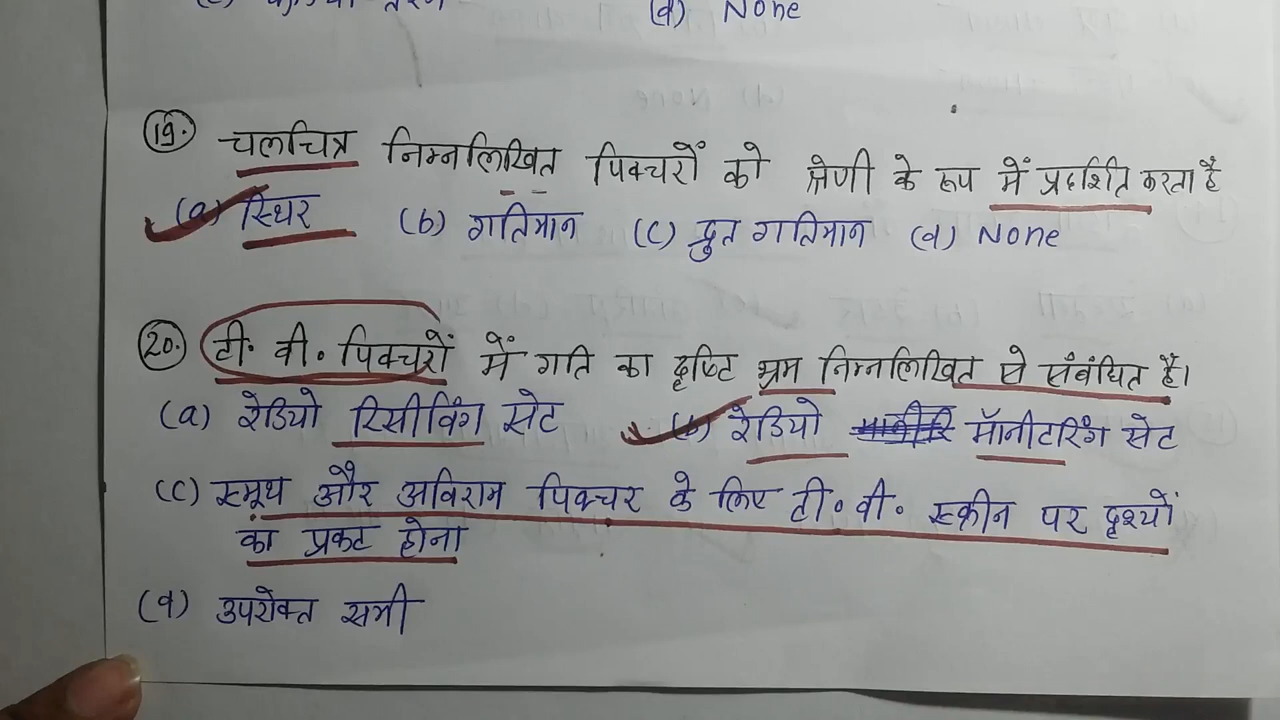 (d) None
19. चलचित्र निम्नलिखित पिक्चरों को श्रेणी के रूप में प्रदर्शित करता है
(a) स्थिर (b) गतिमान (c) द्रुत गतिमान (d) None
20. टी. वी. पिक्चरों में गति का दृष्टि भ्रम निम्नलिखित से संबंधित है।
(a) रेडियो रिसीविंग सेट (b) रेडियो मॉनीटरिंग सेट
(c) स्मूथ और अविराम पिक्चर के लिए टी. वी. स्क्रीन पर दृश्यों
का प्रकट होना
(d) उपरोक्त सभी